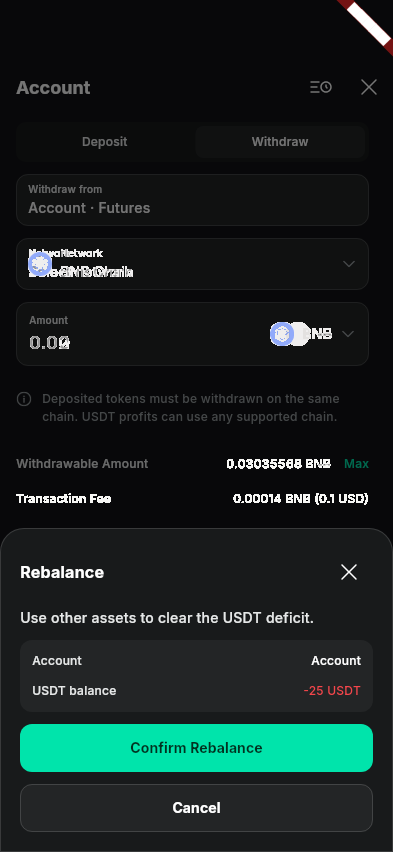 Account
Deposit
Withdraw
Withdraw from
Account · Futures
Network
Amount
BNB
Deposited tokens must be withdrawn on the same
chain. USDT profits can use any supported chain.
Withdrawable Amount
BNB
Max
Transaction Fee
0.00014 BNB (0.1 USD)
Rebalance
Use other assets to clear the USDT deficit.
Account
Account
USDT balance
-25 USDT
Confirm Rebalance
Cancel